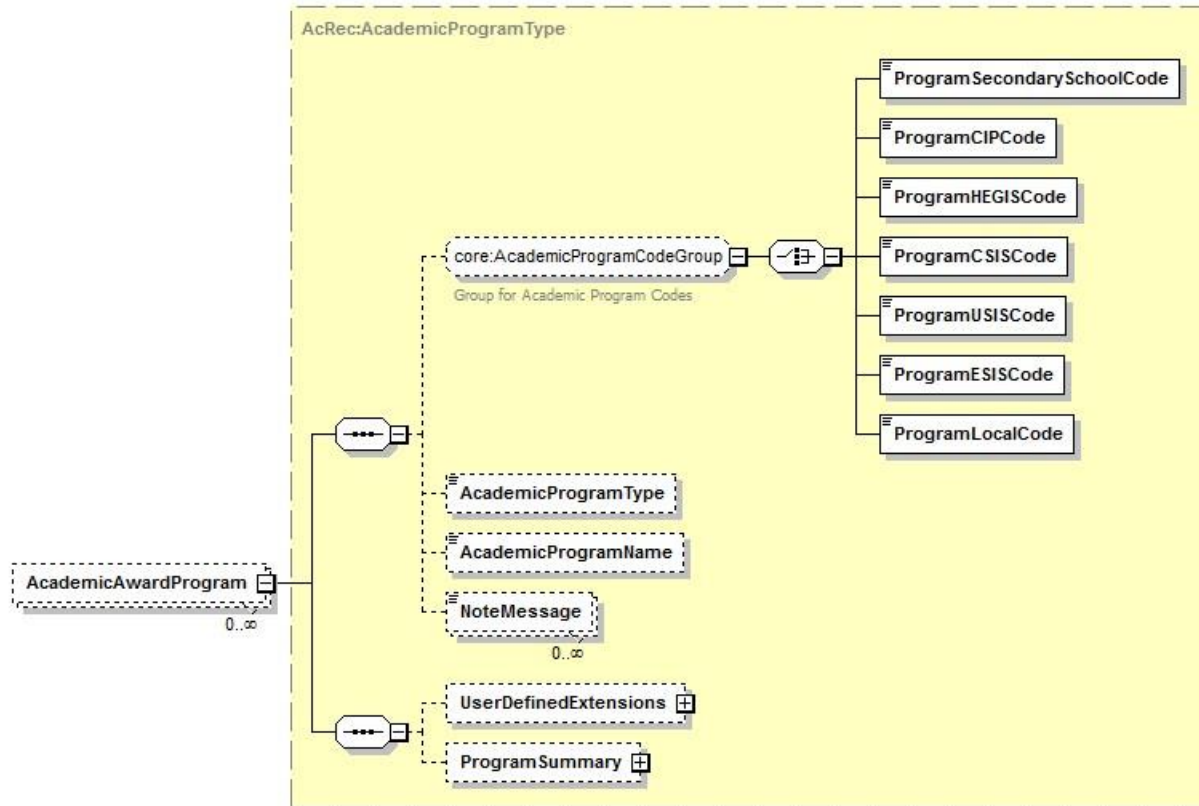 AcRec:AcademicProgramType
ProgramSecondarySchoolCode
ProgramCIPCode
ProgramHEGISCode
core:AcademicProgramCodeGroup
ProgramCSISCode
Group for Academic Program Codes
ProgramUSISCode
ProgramESISCode
ProgramLocalCode
AcademicProgramType
AcademicProgramName
AcademicAwardProgram
0..∞
NoteMessage
0..∞
UserDefinedExtensions
ProgramSummary